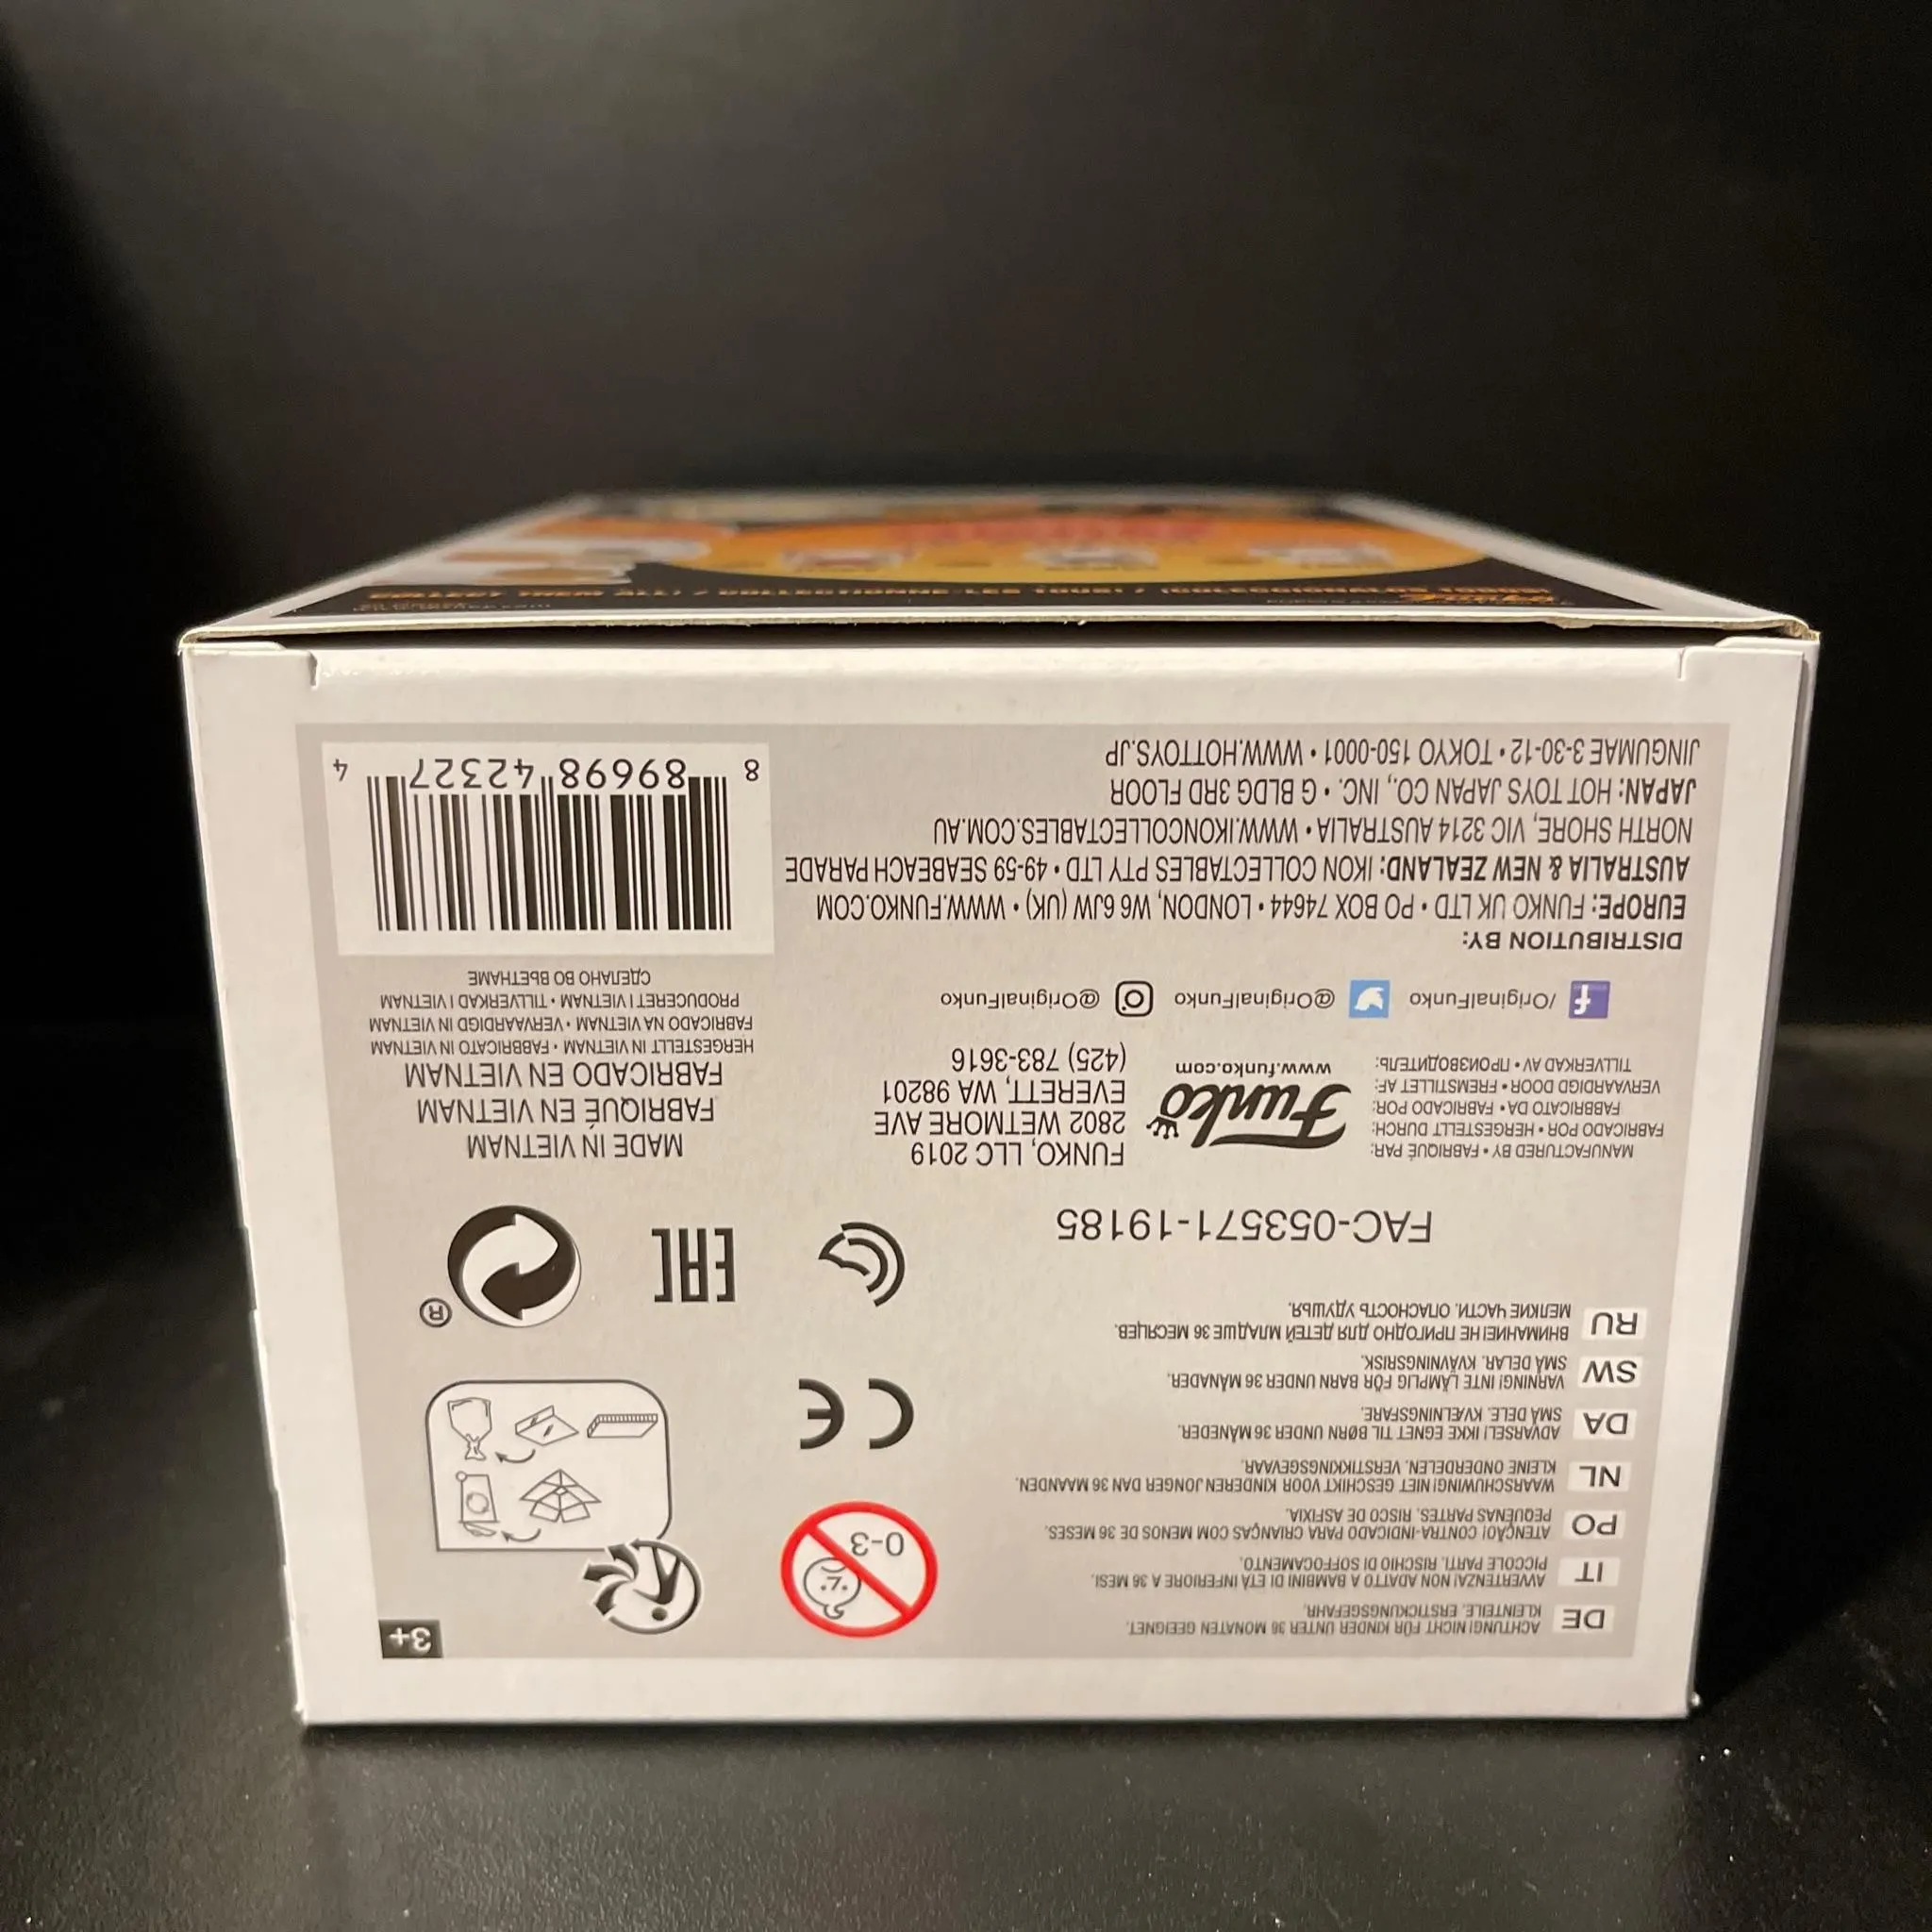 3+
DE
ACHTUNG! NICHT FÜR KINDER UNTER 36 MONATEN GEEIGNET.
KLEINTEILE. ERSTICKUNGSGEFAHR.
IT
AVVERTENZA! NON ADATTO A BAMBINI DI ETÀ INFERIORE A 36 MESI.
PICCOLE PARTI. RISCHIO DI SOFFOCAMENTO.
PO
ATENÇÃO! CONTRA-INDICADO PARA CRIANÇAS COM MENOS DE 36 MESES.
PEQUENAS PARTES. RISCO DE ASFIXIA.
NL
WAARSCHUWING! NIET GESCHIKT VOOR KINDEREN JONGER DAN 36 MAANDEN.
KLEINE ONDERDELEN. VERSTIKKINGSGEVAAR.
DA
ADVARSEL! IKKE EGNET TIL BØRN UNDER 36 MÅNEDER.
SMÅ DELE. KVÆLNINGSFARE.
SW
VARNING! INTE LÄMPLIG FÖR BARN UNDER 36 MÅNADER.
SMÅ DELAR. KVÄVNINGSRISK.
RU
ВНИМАНИЕ! НЕ ПРИГОДНО ДЛЯ ДЕТЕЙ МЛАДШЕ 36 МЕСЯЦЕВ.
МЕЛКИЕ ЧАСТИ. ОПАСНОСТЬ УДУШЬЯ.
0-3
CE
EAC
®
FAC-053571-19185
MANUFACTURED BY • FABRIQUÉ PAR:
FABRICADO POR • HERGESTELLT DURCH:
FABBRICATO DA • FABRICADO POR:
VERVAARDIGD DOOR • FREMSTILLET AF:
TILLVERKAD AV • ПРОИЗВОДИТЕЛЬ:
Funko
www.funko.com
FUNKO, LLC 2019
2802 WETMORE AVE
EVERETT, WA 98201
(425) 783-3616
MADE IN VIETNAM
FABRIQUÉ EN VIETNAM
FABRICADO EN VIETNAM
HERGESTELLT IN VIETNAM • FABBRICATO IN VIETNAM
FABRICADO NA VIETNAM • VERVAARDIGD IN VIETNAM
PRODUCERET I VIETNAM • TILLVERKAD I VIETNAM
СДЕЛАНО ВО ВЬЕТНАМЕ
/OriginalFunko @OriginalFunko @OriginalFunko
DISTRIBUTION BY:
EUROPE: FUNKO UK LTD • PO BOX 74644 • LONDON, W6 6JW (UK) • WWW.FUNKO.COM
AUSTRALIA & NEW ZEALAND: IKON COLLECTABLES PTY LTD • 49-59 SEABEACH PARADE
NORTH SHORE, VIC 3214 AUSTRALIA • WWW.IKONCOLLECTABLES.COM.AU
JAPAN: HOT TOYS JAPAN CO., INC. • G BLDG 3RD FLOOR
JINGUMAE 3-30-12 • TOKYO 150-0001 • WWW.HOTTOYS.JP
8 89698 42327 4
COLLECT THEM ALL! / COLLECTIONNE-LES TOUS! / ¡COLECCIÓNALOS TODOS!